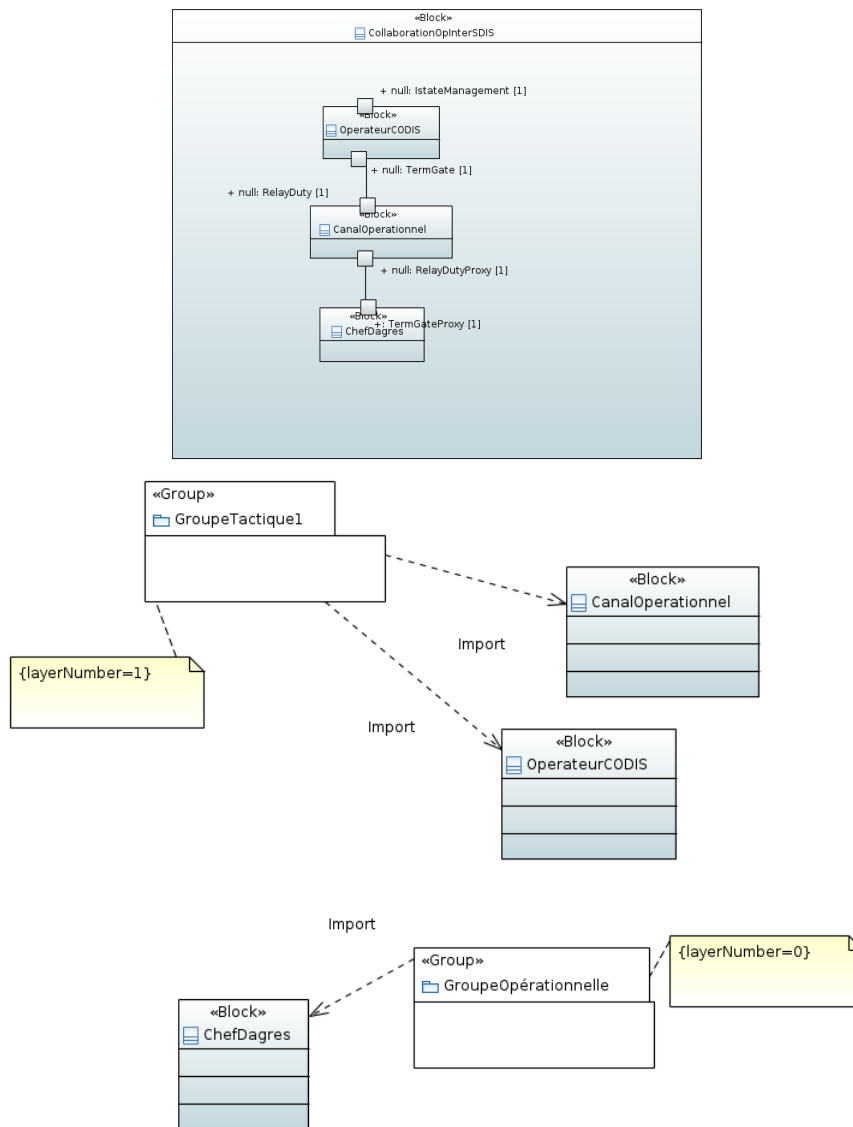 «Block»
CollaborationOpInterSDIS
+ null: IstateManagement [1]
«Block»
OperateurCODIS
+ null: TermGate [1]
+ null: RelayDuty [1]
«Block»
CanalOperationnel
+ null: RelayDutyProxy [1]
«Block»
+: TermGateProxy [1]
ChefDagres
«Group»
GroupeTactique1
«Block»
CanalOperationnel
Import
{layerNumber=1}
Import
«Block»
OperateurCODIS
Import
{layerNumber=0}
«Group»
GroupeOpérationnelle
«Block»
ChefDagres